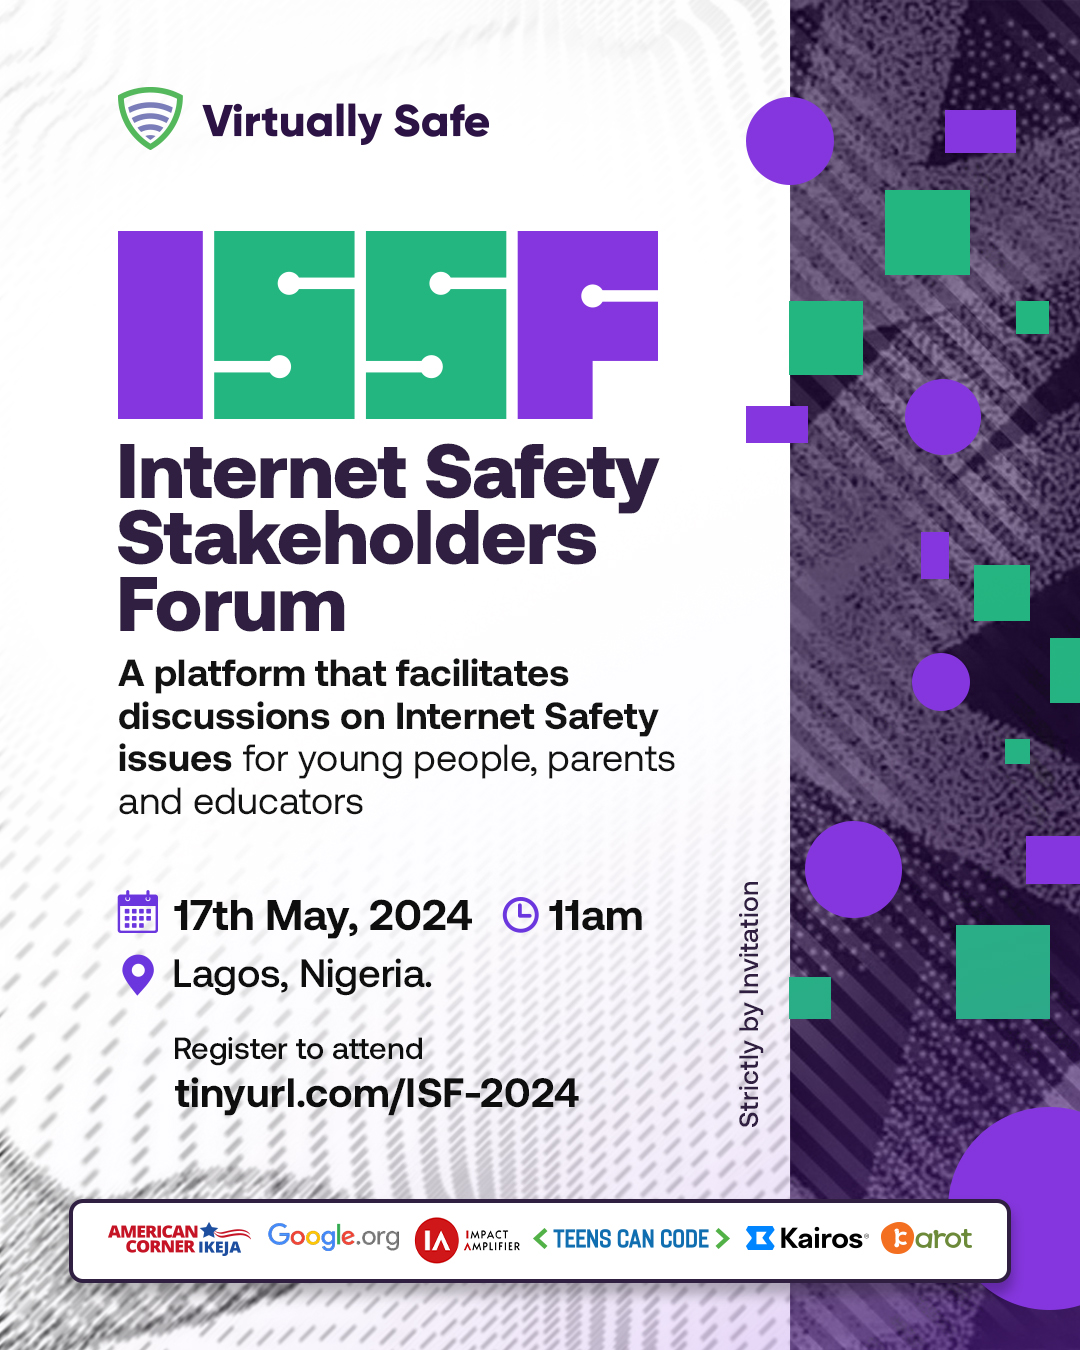 Virtually Safe
ISSF
Internet Safety
Stakeholders
Forum
A platform that facilitates
discussions on Internet Safety
issues for young people, parents
and educators
17th May, 2024
11am
Lagos, Nigeria.
Register to attend
tinyurl.com/ISF-2024
Strictly by Invitation
AMERICAN
CORNER IKEJA
Google.org
IA IMPACT
AMPLIFIER
TEENS CAN CODE
Kairos®
Karot